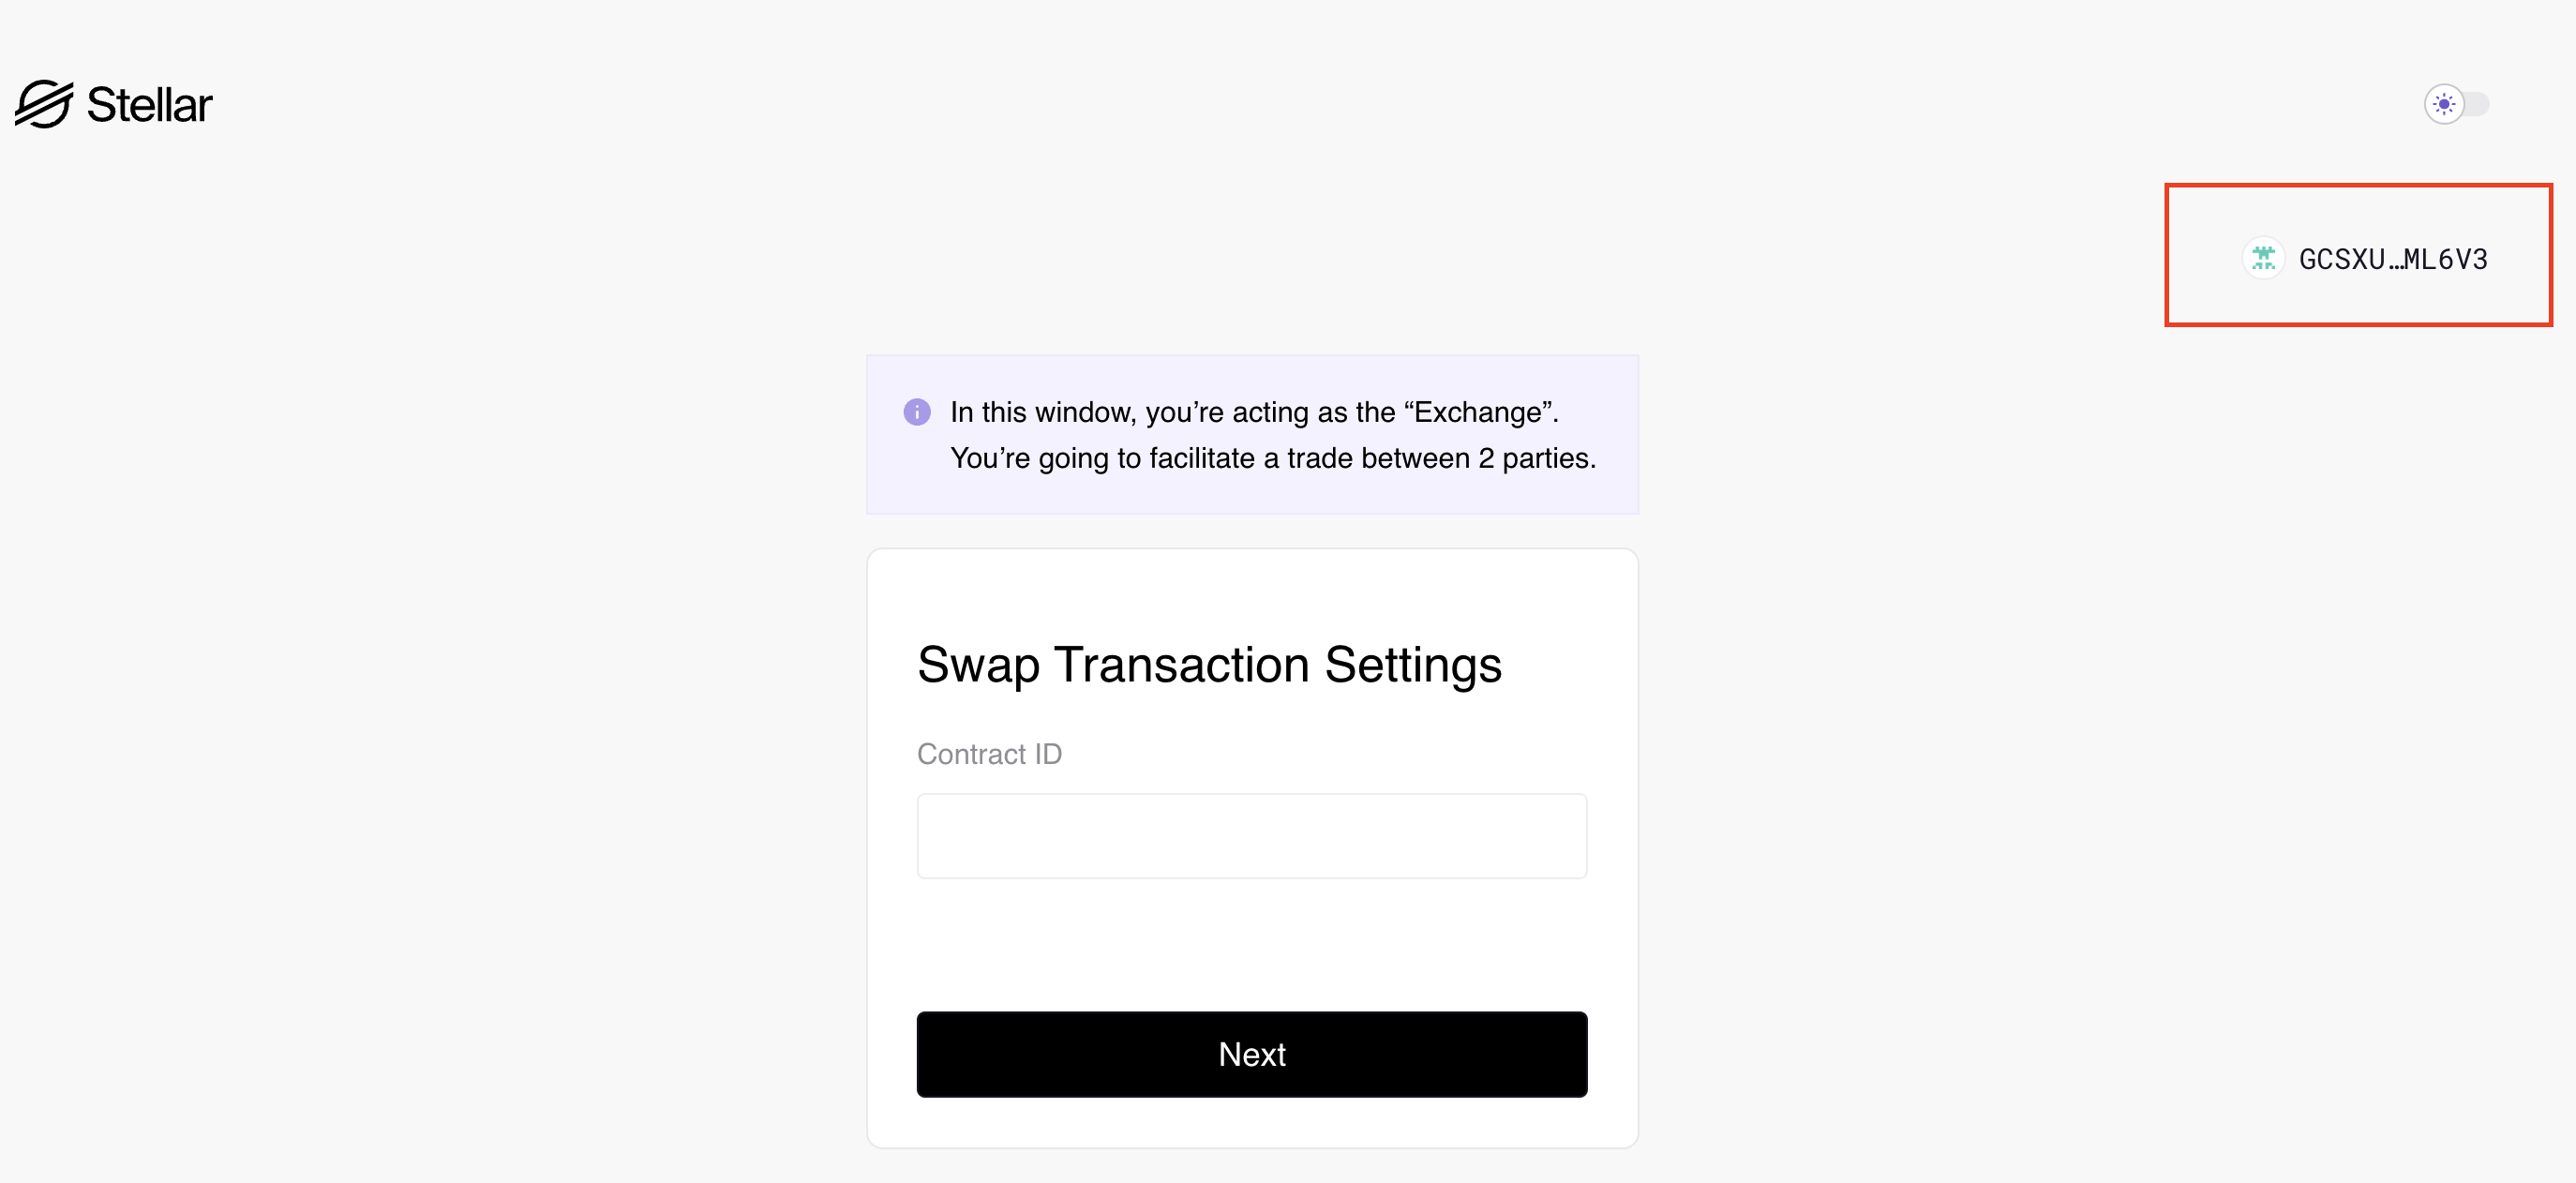 Stellar
GCSXU…ML6V3
In this window, you’re acting as the “Exchange”.
You’re going to facilitate a trade between 2 parties.
Swap Transaction Settings
Contract ID
Next